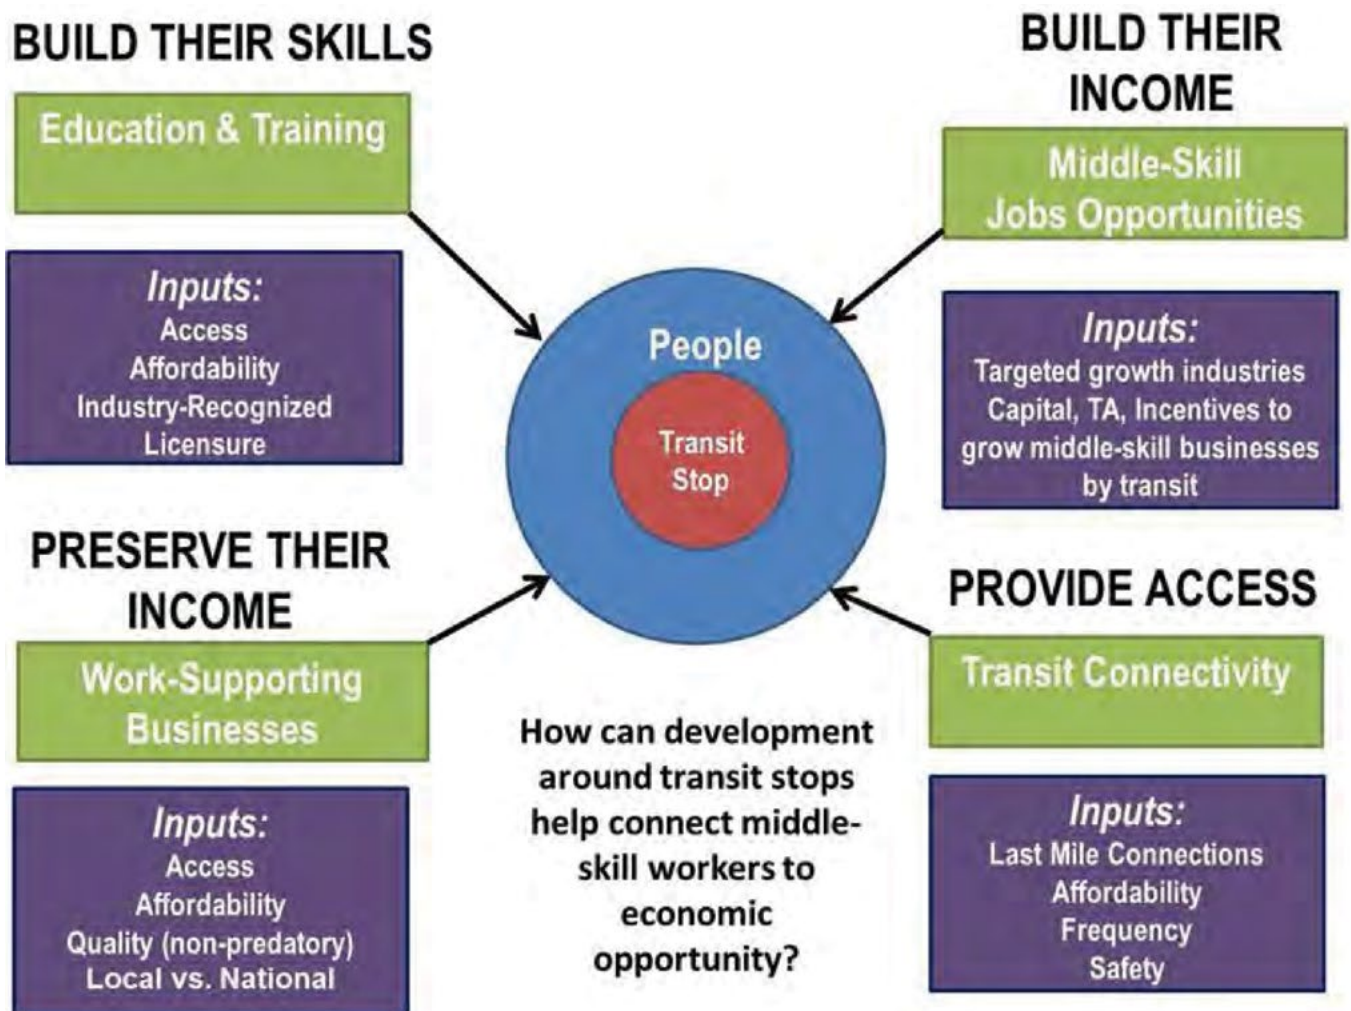 BUILD THEIR SKILLS
Education & Training
Inputs:
Access
Affordability
Industry-Recognized
Licensure
BUILD THEIR
INCOME
Middle-Skill
Jobs Opportunities
Inputs:
Targeted growth industries
Capital, TA, Incentives to
grow middle-skill businesses
by transit
People
Transit
Stop
PRESERVE THEIR
INCOME
Work-Supporting
Businesses
Inputs:
Access
Affordability
Quality (non-predatory)
Local vs. National
How can development
around transit stops
help connect middle-
skill workers to
economic
opportunity?
PROVIDE ACCESS
Transit Connectivity
Inputs:
Last Mile Connections
Affordability
Frequency
Safety